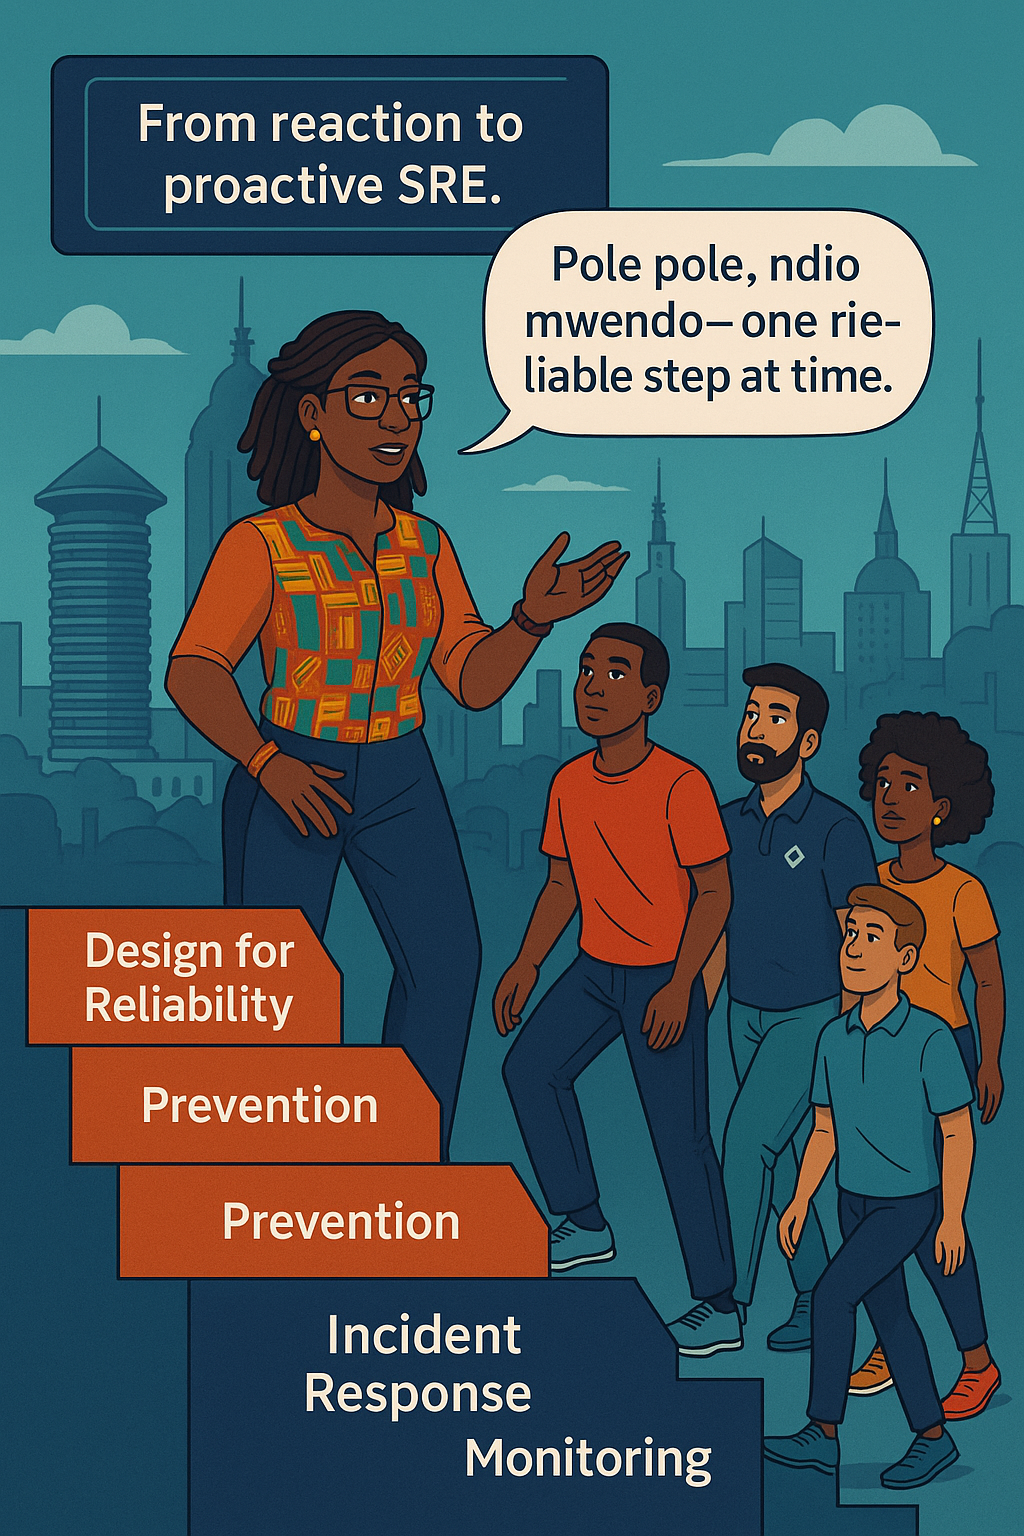 From reaction to
proactive SRE.
Pole pole, ndio
mwendo – one rie-
liable step at time.
Design for
Reliability
Prevention
Prevention
Incident
Response
Monitoring